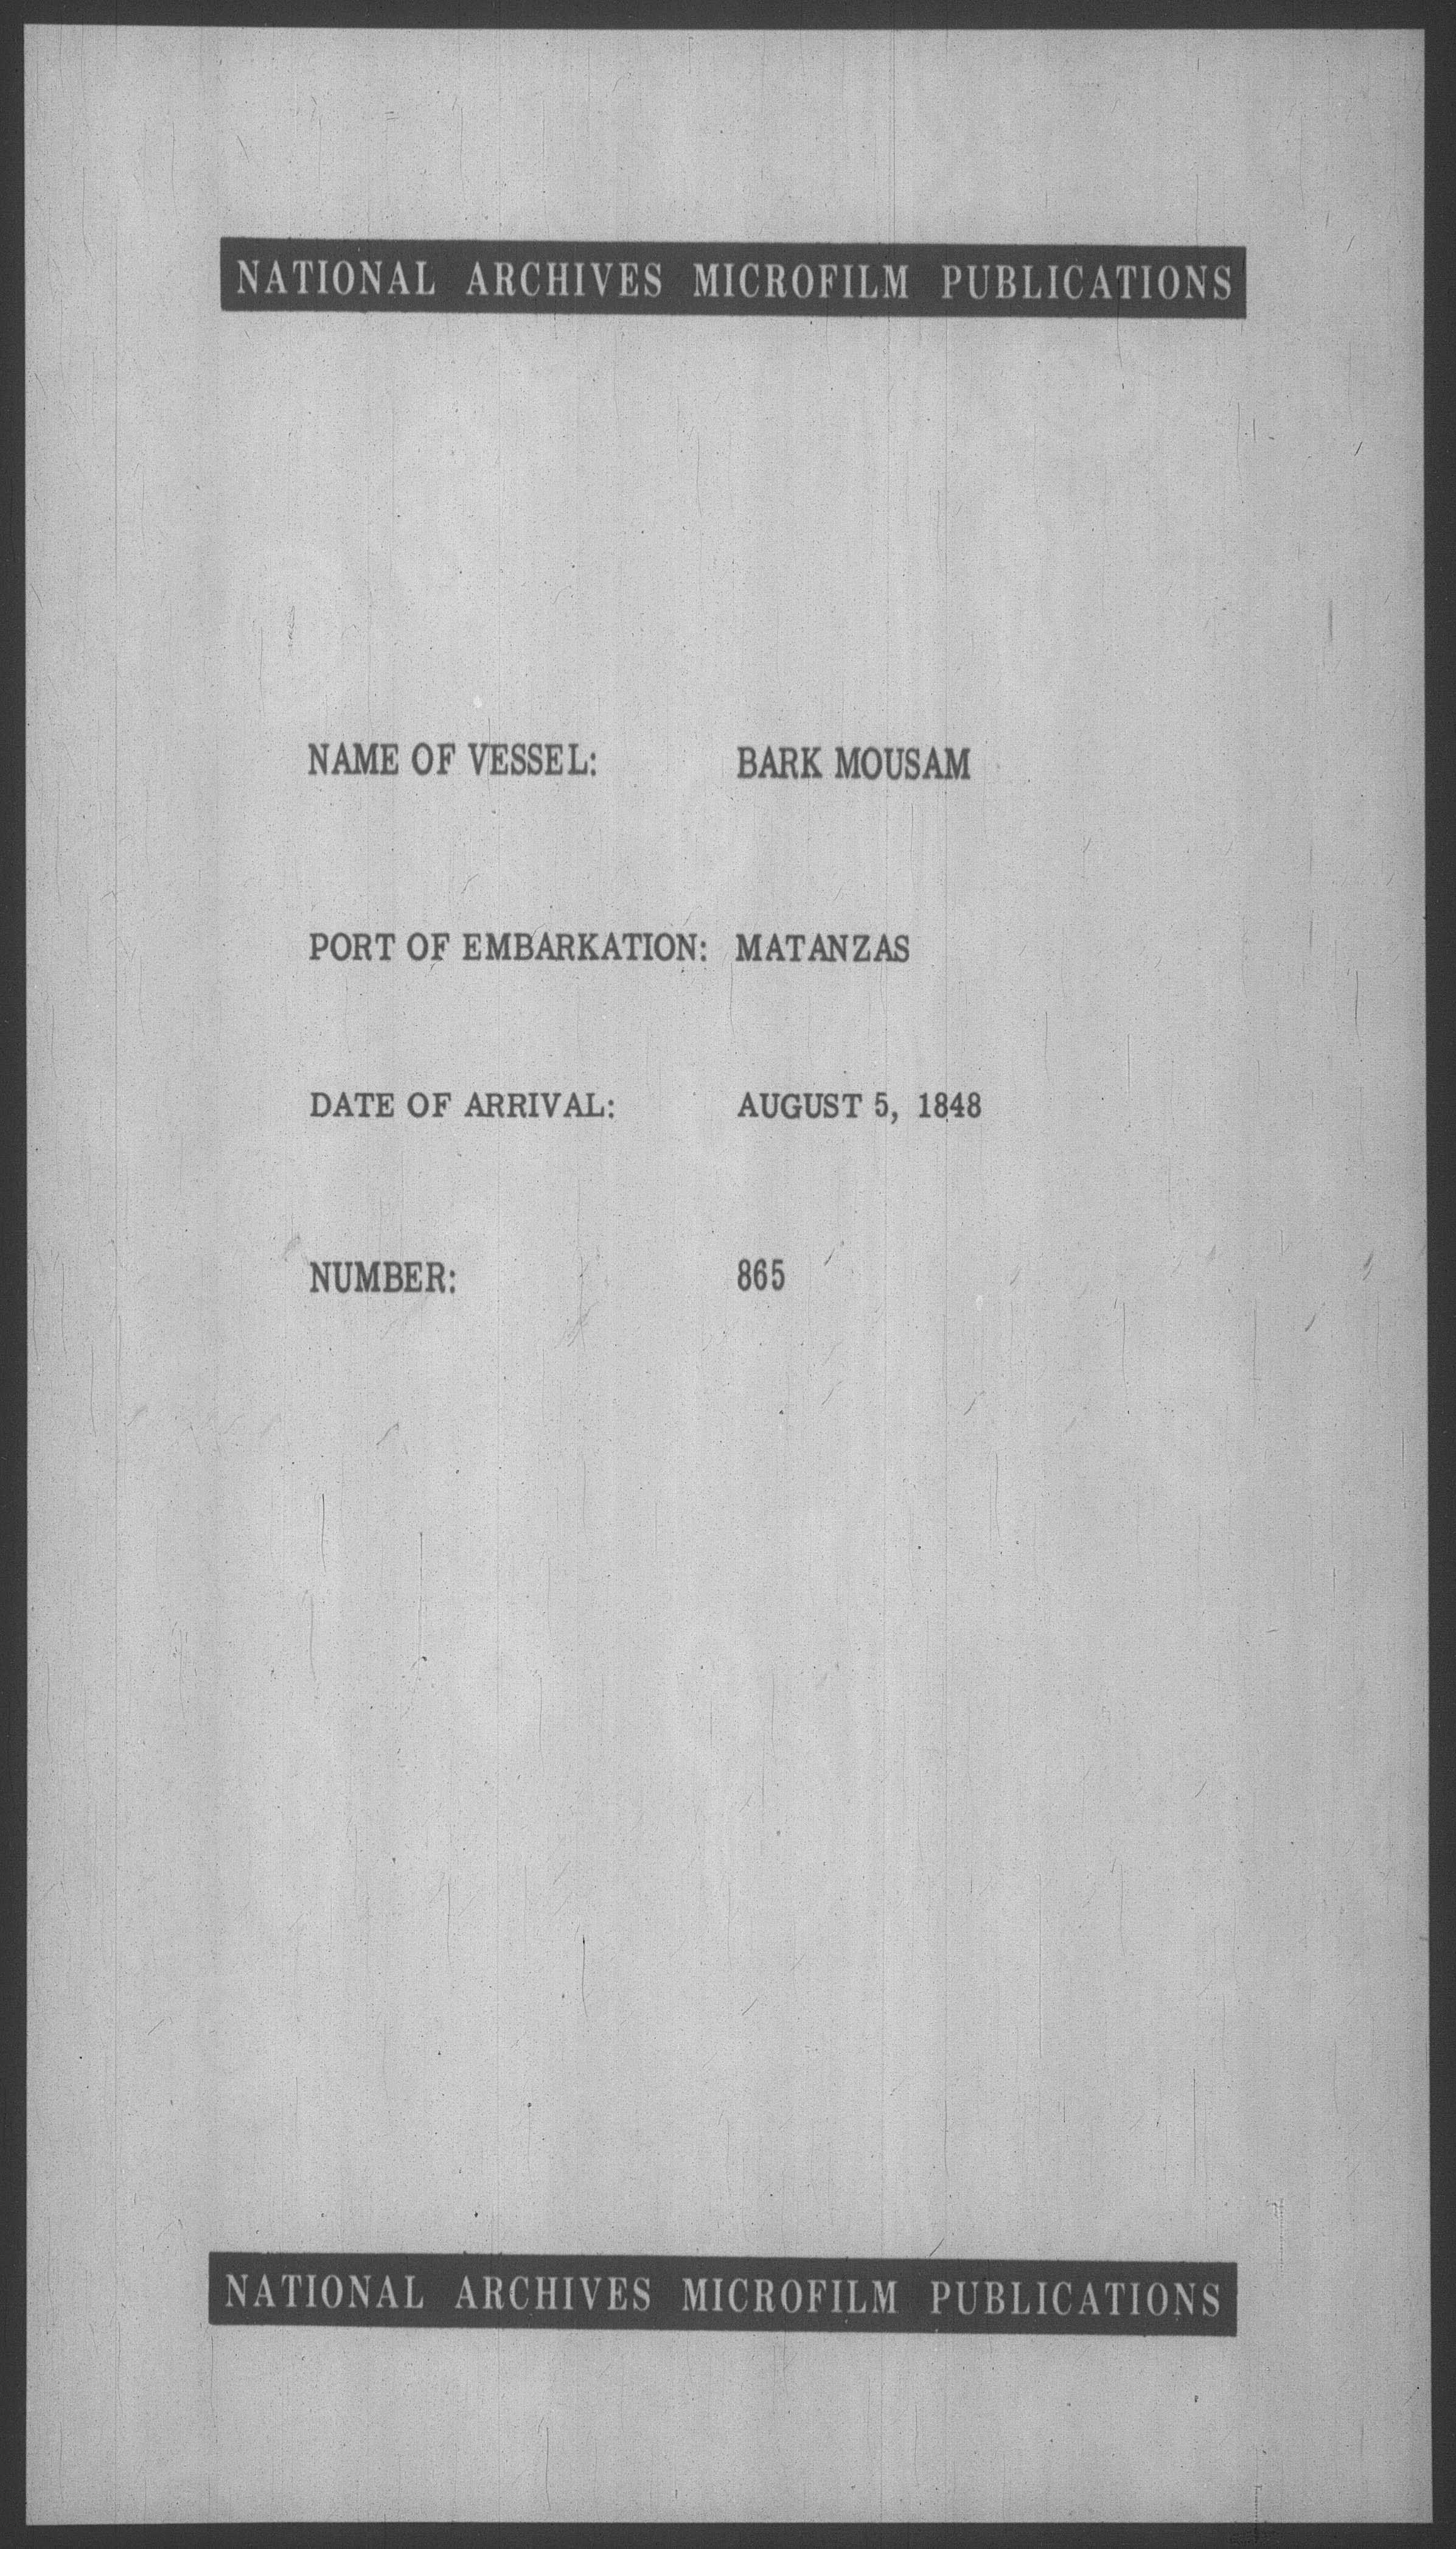 NATIONAL ARCHIVES MICROFILM PUBLICATIONS
NAME OF VESSEL: BARK MOUSAM
PORT OF EMBARKATION: MATANZAS
DATE OF ARRIVAL: AUGUST 5, 1848
NUMBER: 865
NATIONAL ARCHIVES MICROFILM PUBLICATIONS